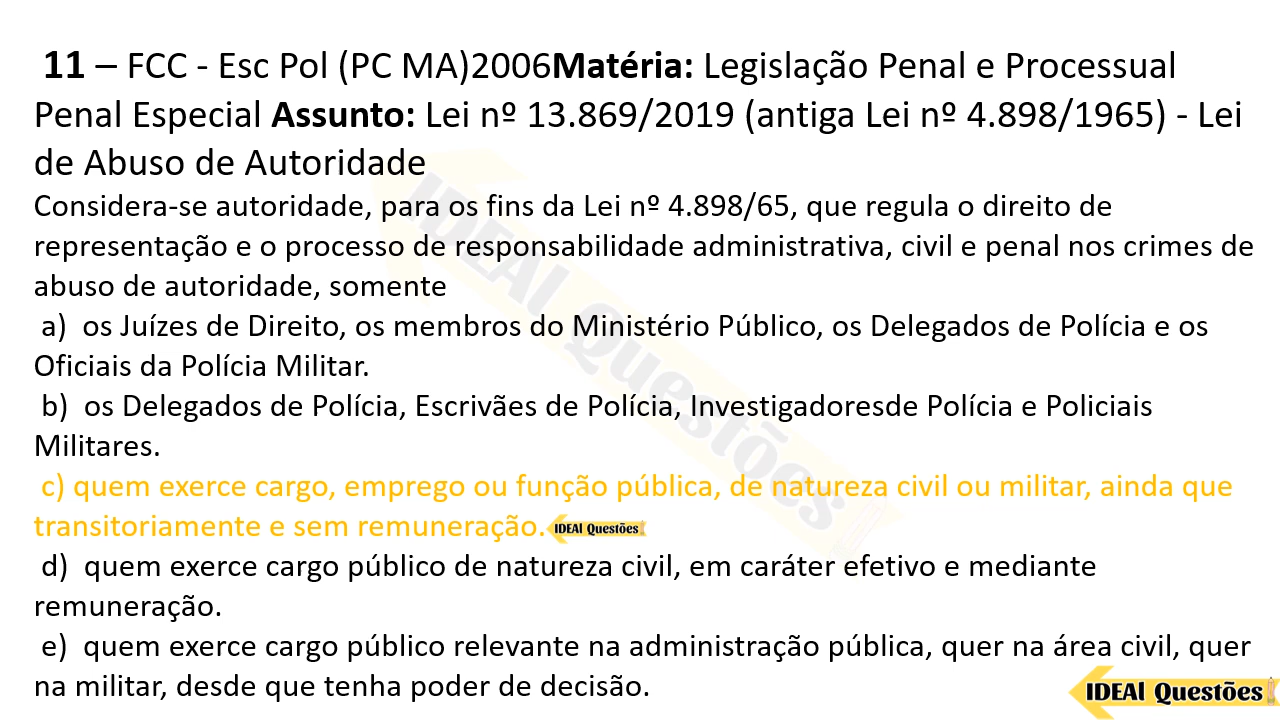 11 – FCC - Esc Pol (PC MA)2006Matéria: Legislação Penal e Processual
Penal Especial Assunto: Lei nº 13.869/2019 (antiga Lei nº 4.898/1965) - Lei
de Abuso de Autoridade
Considera-se autoridade, para os fins da Lei nº 4.898/65, que regula o direito de
representação e o processo de responsabilidade administrativa, civil e penal nos crimes de
abuso de autoridade, somente
a) os Juízes de Direito, os membros do Ministério Público, os Delegados de Polícia e os
Oficiais da Polícia Militar.
b) os Delegados de Polícia, Escrivães de Polícia, Investigadoresde Polícia e Policiais
Militares.
c) quem exerce cargo, emprego ou função pública, de natureza civil ou militar, ainda que
transitoriamente e sem remuneração. IDEAl Questões
d) quem exerce cargo público de natureza civil, em caráter efetivo e mediante
remuneração.
e) quem exerce cargo público relevante na administração pública, quer na área civil, quer
na militar, desde que tenha poder de decisão.
IDEAl Questões
IDEAl Questões